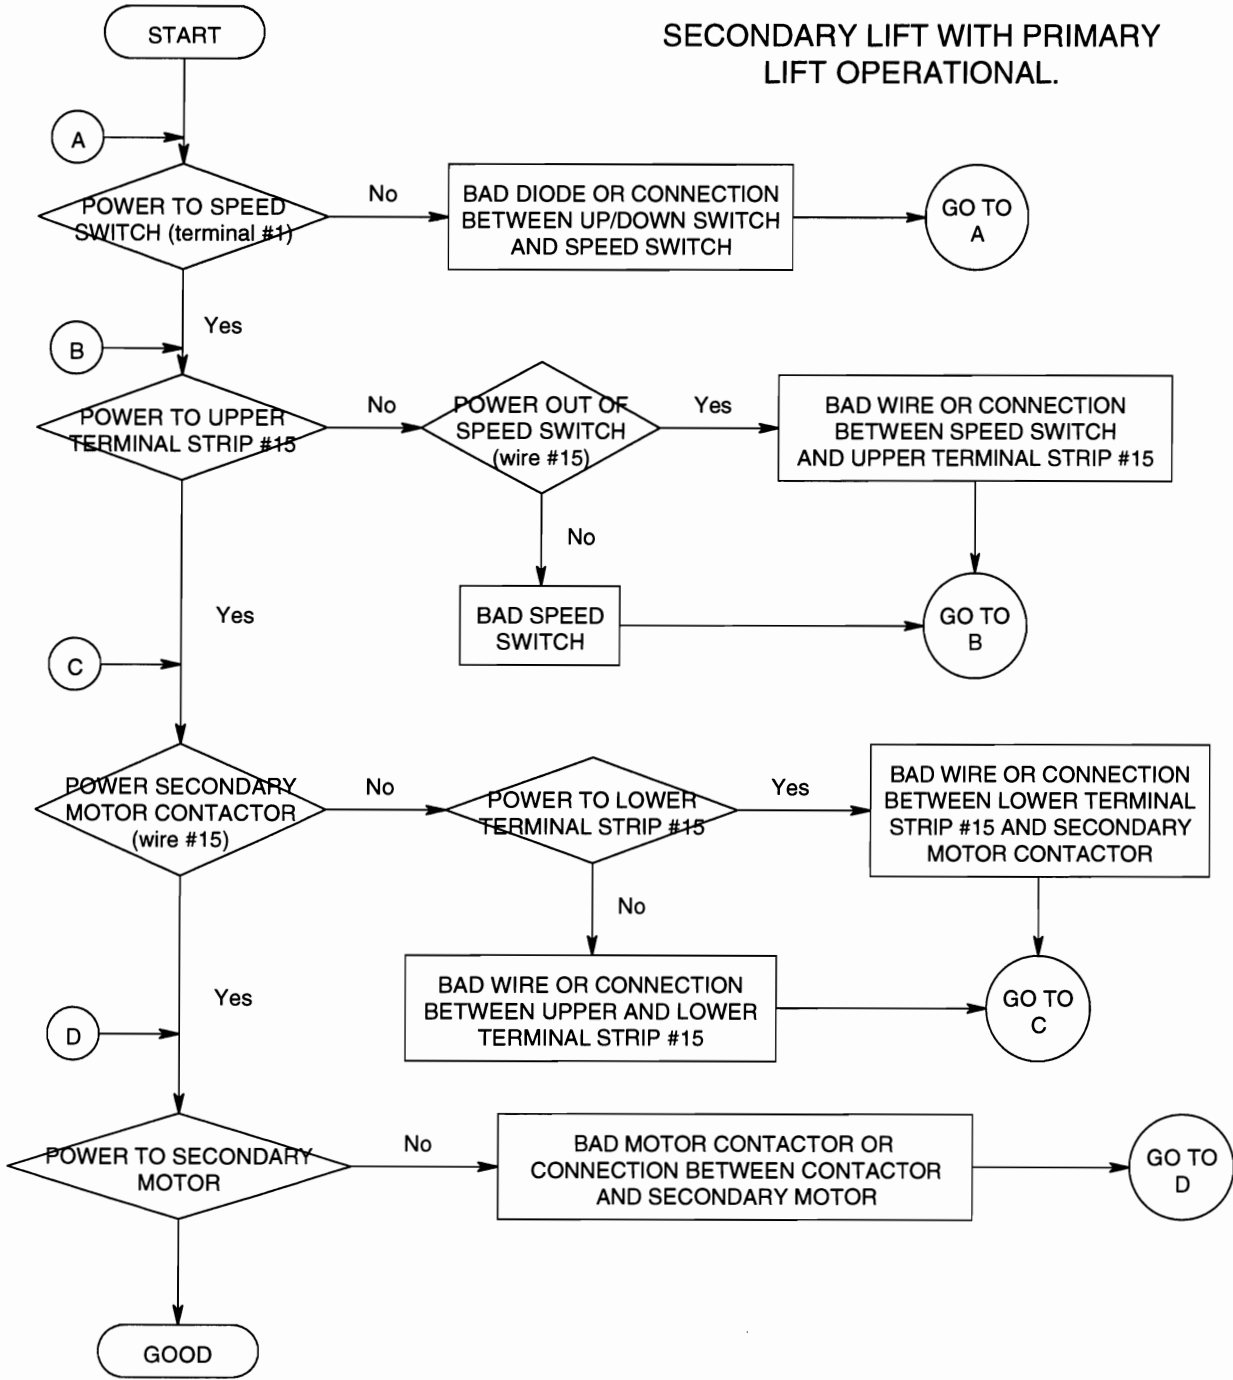 SECONDARY LIFT WITH PRIMARY
LIFT OPERATIONAL.
START
A
POWER TO SPEED
SWITCH (terminal #1)
No
BAD DIODE OR CONNECTION
BETWEEN UP/DOWN SWITCH
AND SPEED SWITCH
GO TO
A
Yes
B
POWER TO UPPER
TERMINAL STRIP #15
No
POWER OUT OF
SPEED SWITCH
(wire #15)
Yes
BAD WIRE OR CONNECTION
BETWEEN SPEED SWITCH
AND UPPER TERMINAL STRIP #15
No
BAD SPEED
SWITCH
GO TO
B
Yes
C
POWER SECONDARY
MOTOR CONTACTOR
(wire #15)
No
POWER TO LOWER
TERMINAL STRIP #15
Yes
BAD WIRE OR CONNECTION
BETWEEN LOWER TERMINAL
STRIP #15 AND SECONDARY
MOTOR CONTACTOR
No
BAD WIRE OR CONNECTION
BETWEEN UPPER AND LOWER
TERMINAL STRIP #15
GO TO
C
Yes
D
POWER TO SECONDARY
MOTOR
No
BAD MOTOR CONTACTOR OR
CONNECTION BETWEEN CONTACTOR
AND SECONDARY MOTOR
GO TO
D
GOOD